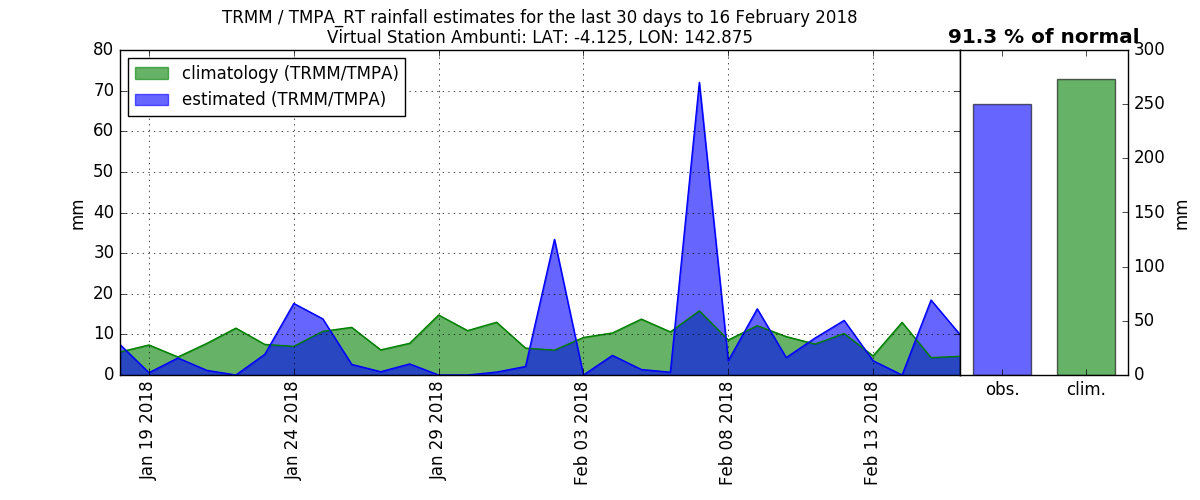 TRMM / TMPA_RT rainfall estimates for the last 30 days to 16 February 2018
Virtual Station Ambunti: LAT: -4.125, LON: 142.875
91.3 % of normal
climatology (TRMM/TMPA)
estimated (TRMM/TMPA)
80
70
60
50
40
30
20
10
0
mm
Jan 19 2018
Jan 24 2018
Jan 29 2018
Feb 03 2018
Feb 08 2018
Feb 13 2018
obs.
clim.
300
250
200
150
100
50
0
mm